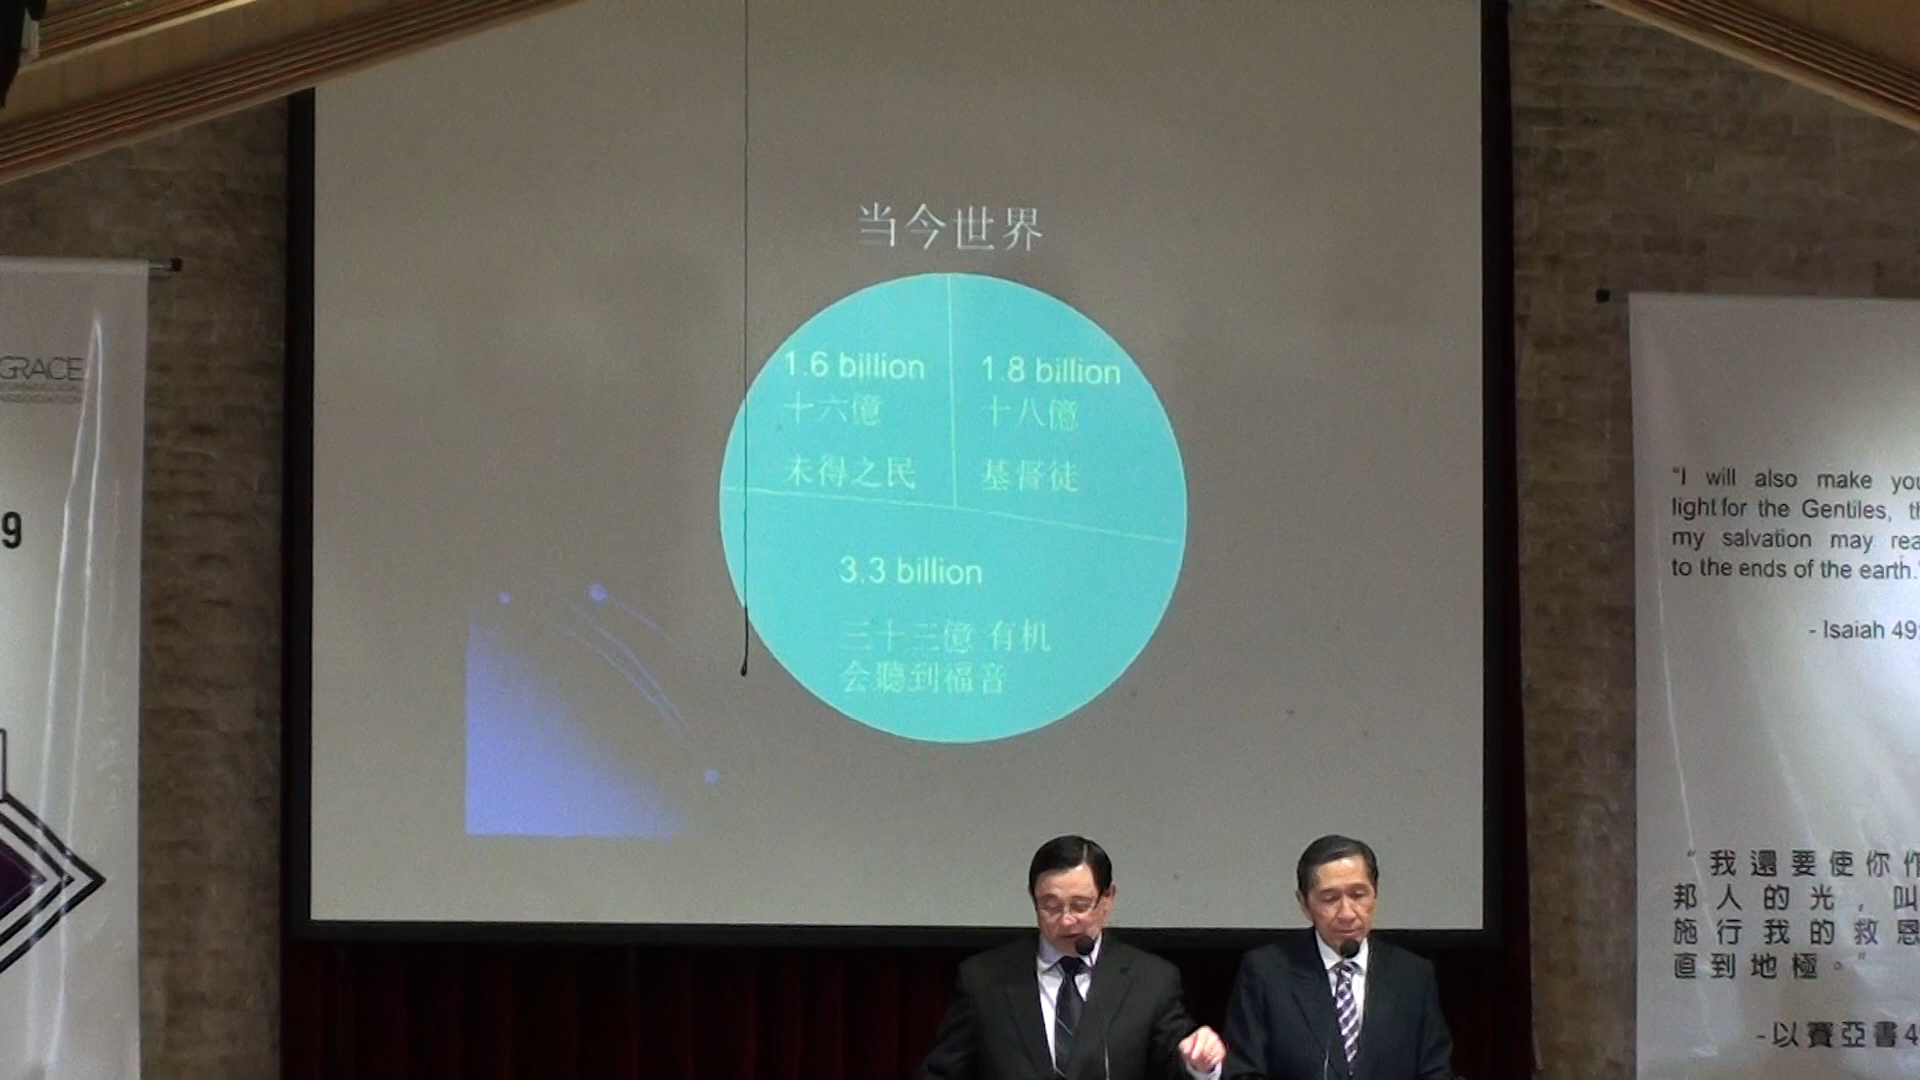 当今世界
1.6 billion
十六億
未得之民
1.8 billion
十八億
基督徒
3.3 billion
三十三億 有机
会聽到福音
GRACE
EVANGELICAL
ASSOCIATION
9
“I will also make you
light for the Gentiles, th
my salvation may rea
to the ends of the earth.”
- Isaiah 49:
“我還要使你作
邦人的光，叫
施行我的救恩
直到地極。”
-以賽亞書4